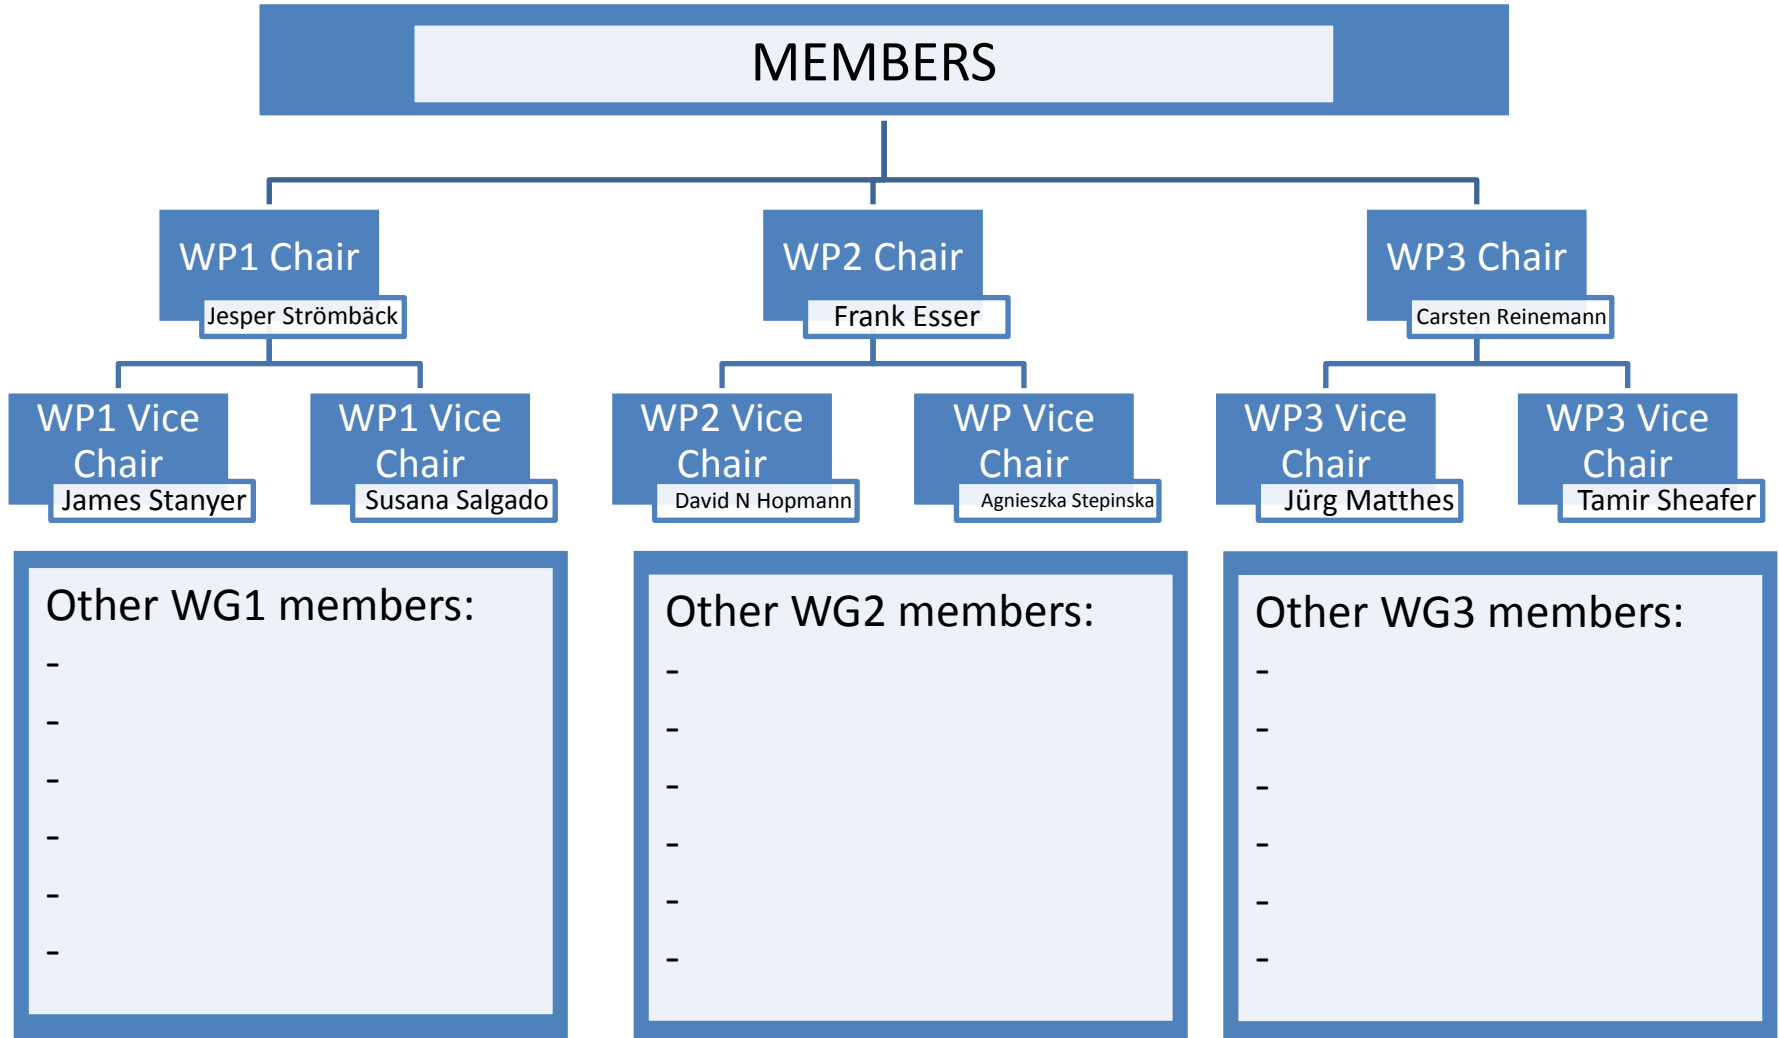 MEMBERS
WP1 Chair
Jesper Strömbäck
WP2 Chair
Frank Esser
WP3 Chair
Carsten Reinemann
WP1 Vice
Chair
James Stanyer
WP1 Vice
Chair
Susana Salgado
WP2 Vice
Chair
David N Hopmann
WP Vice
Chair
Agnieszka Stepinska
WP3 Vice
Chair
Jürg Matthes
WP3 Vice
Chair
Tamir Sheafer
Other WG1 members:
-
-
-
-
-
-
Other WG2 members:
-
-
-
-
-
-
Other WG3 members:
-
-
-
-
-
-